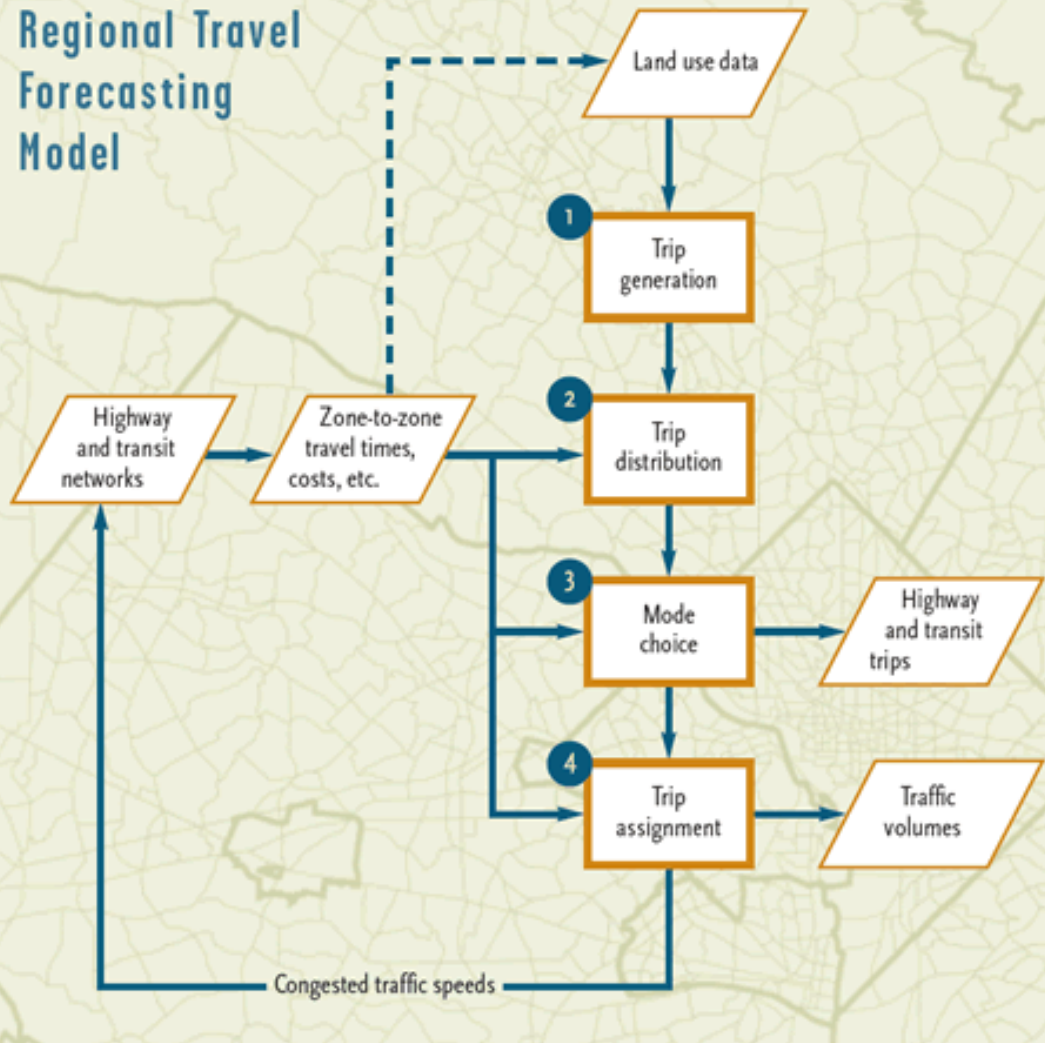 Regional Travel
Forecasting
Model
Land use data
1
Trip
generation
2
Trip
distribution
Highway
and transit
networks
Zone-to-zone
travel times,
costs, etc.
3
Mode
choice
Highway
and transit
trips
4
Trip
assignment
Traffic
volumes
Congested traffic speeds